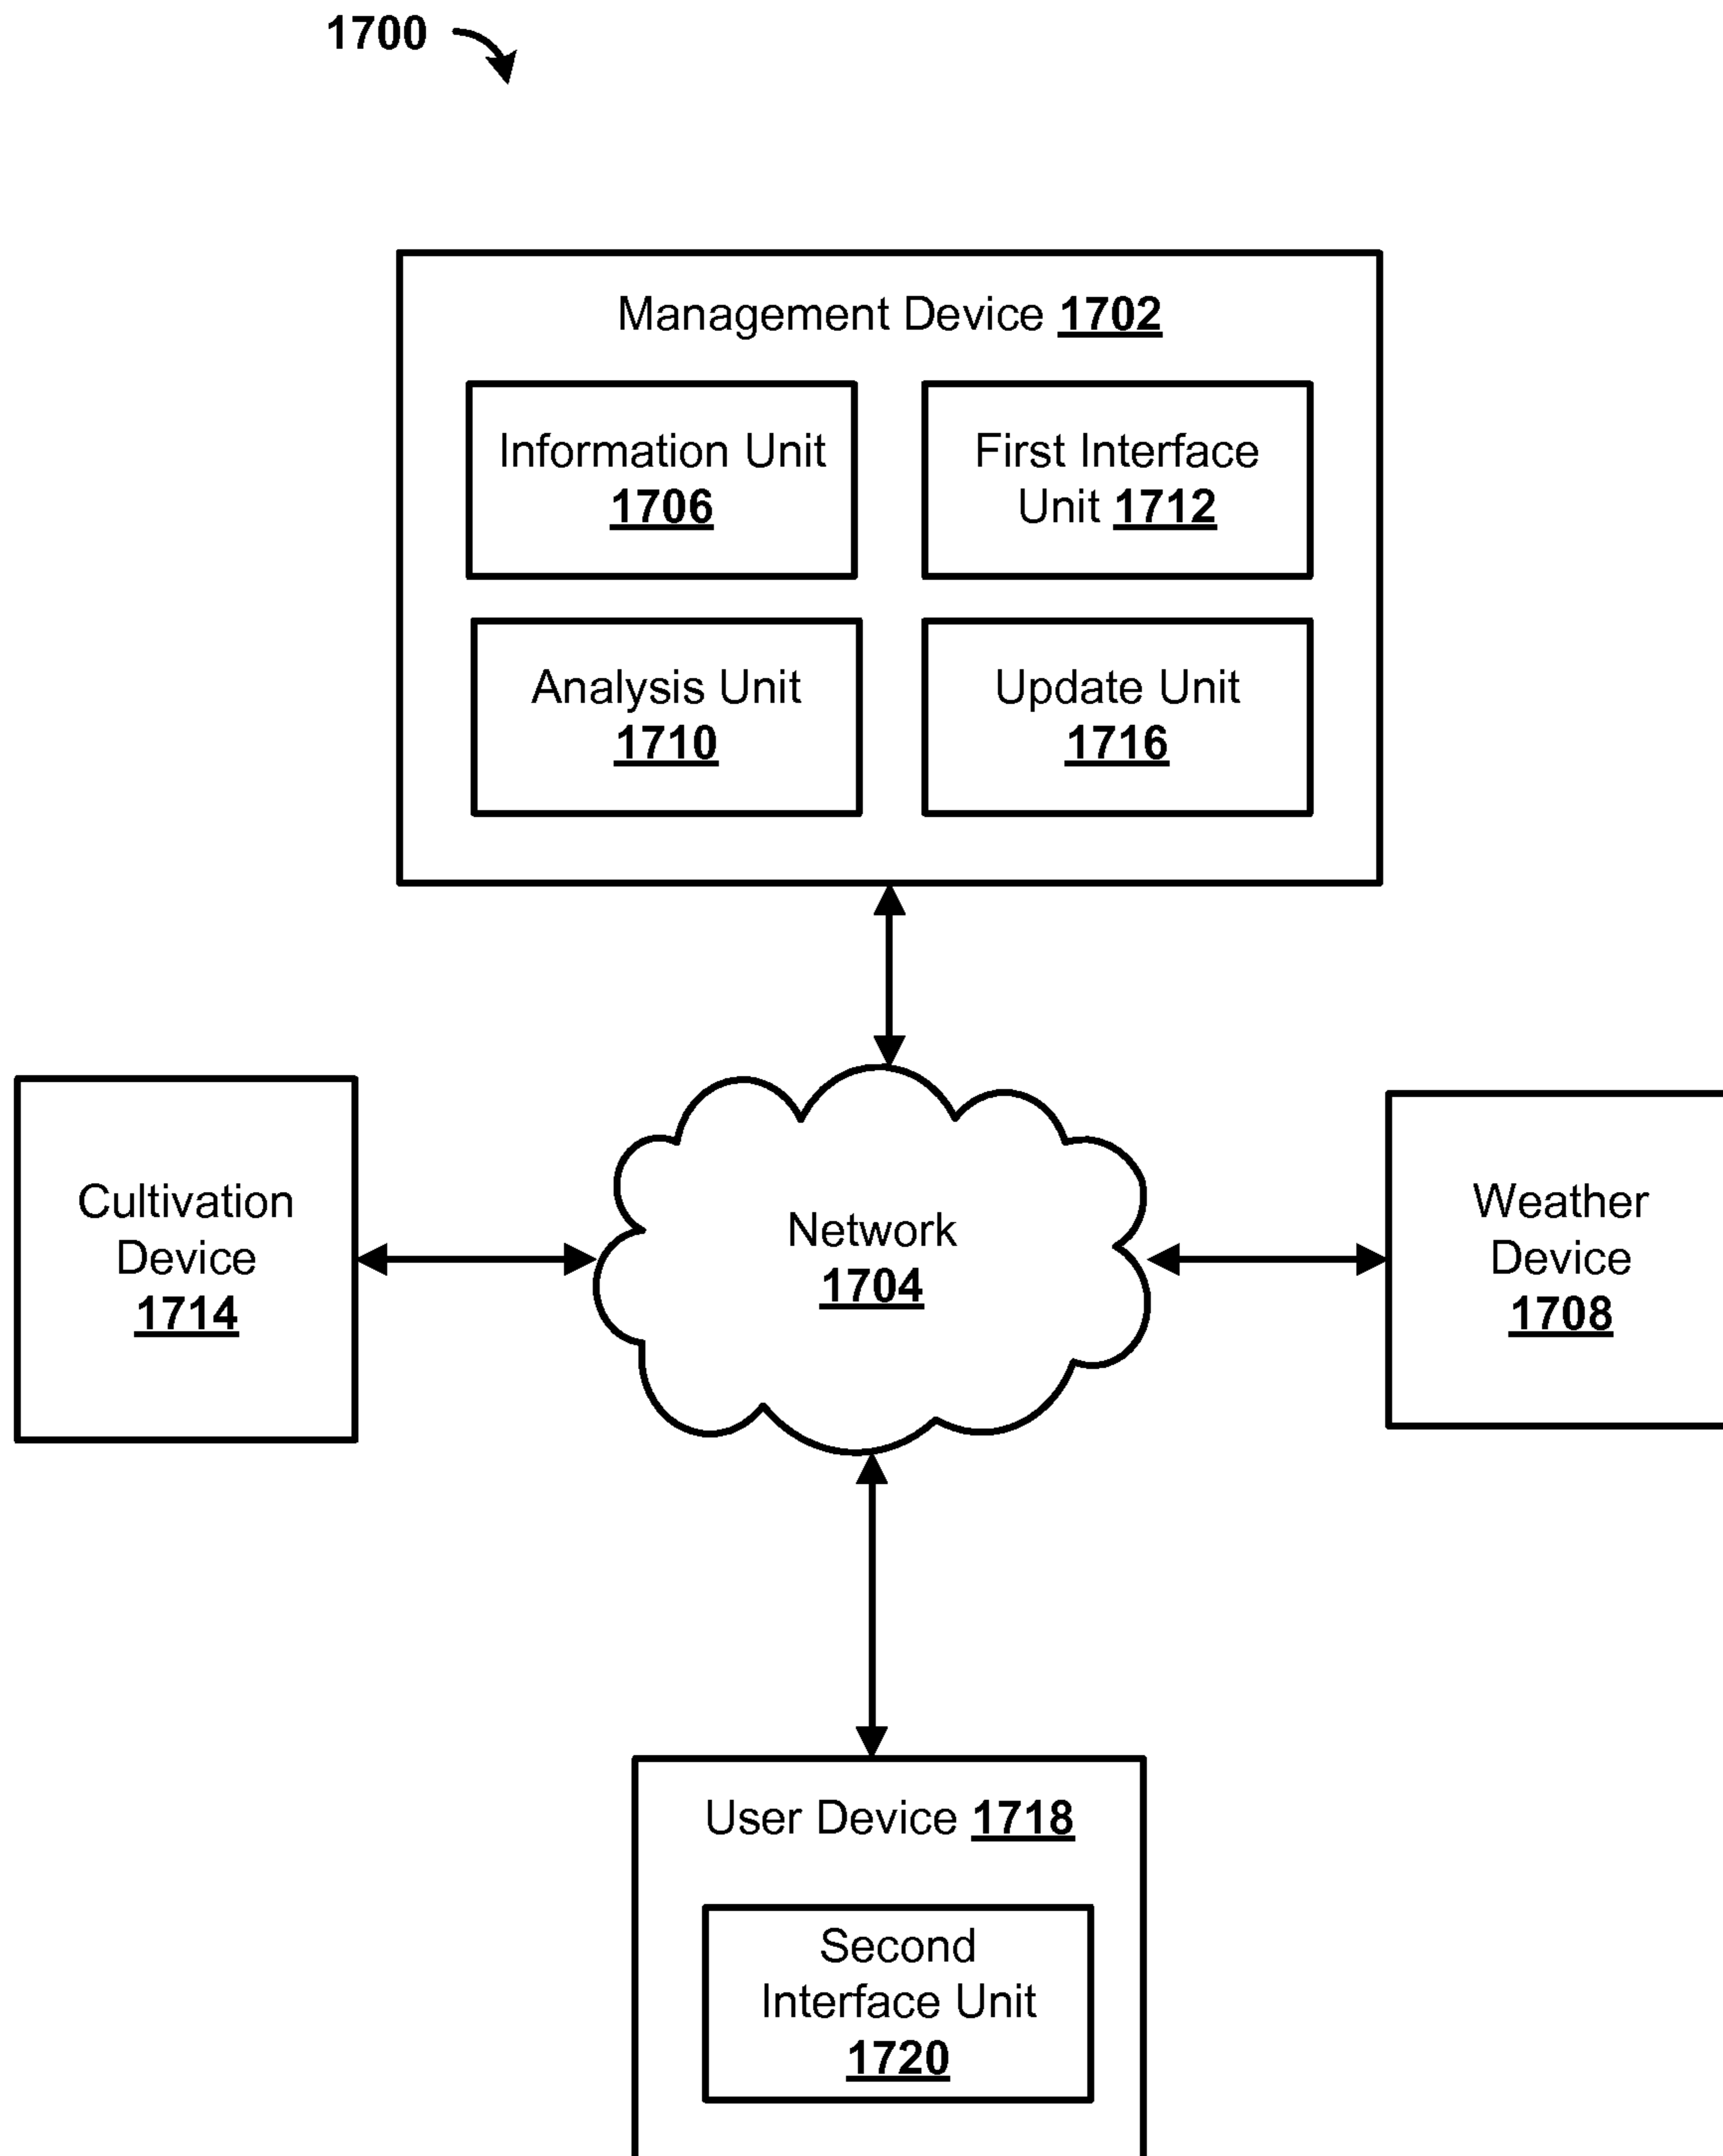 1700
Management Device 1702
Information Unit
1706
First Interface
Unit 1712
Analysis Unit
1710
Update Unit
1716
Cultivation
Device
1714
Network
1704
Weather
Device
1708
User Device 1718
Second
Interface Unit
1720